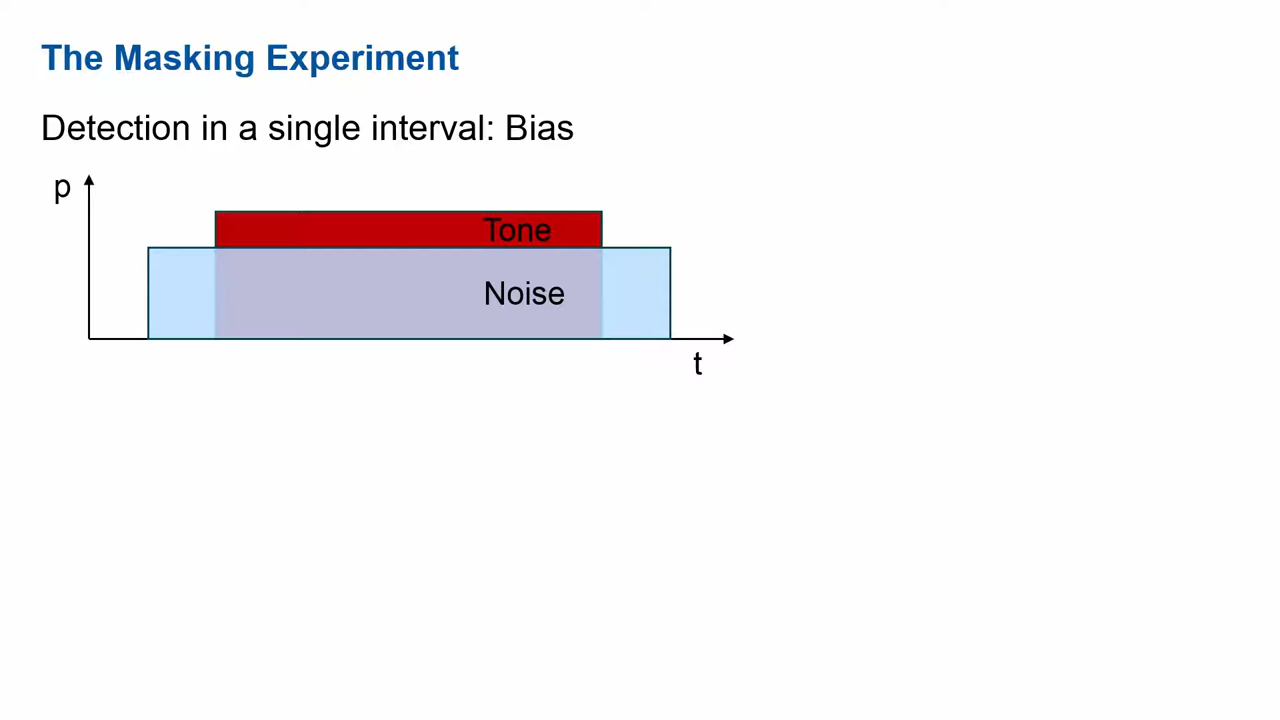 The Masking Experiment
Detection in a single interval: Bias
p
Tone
Noise
t